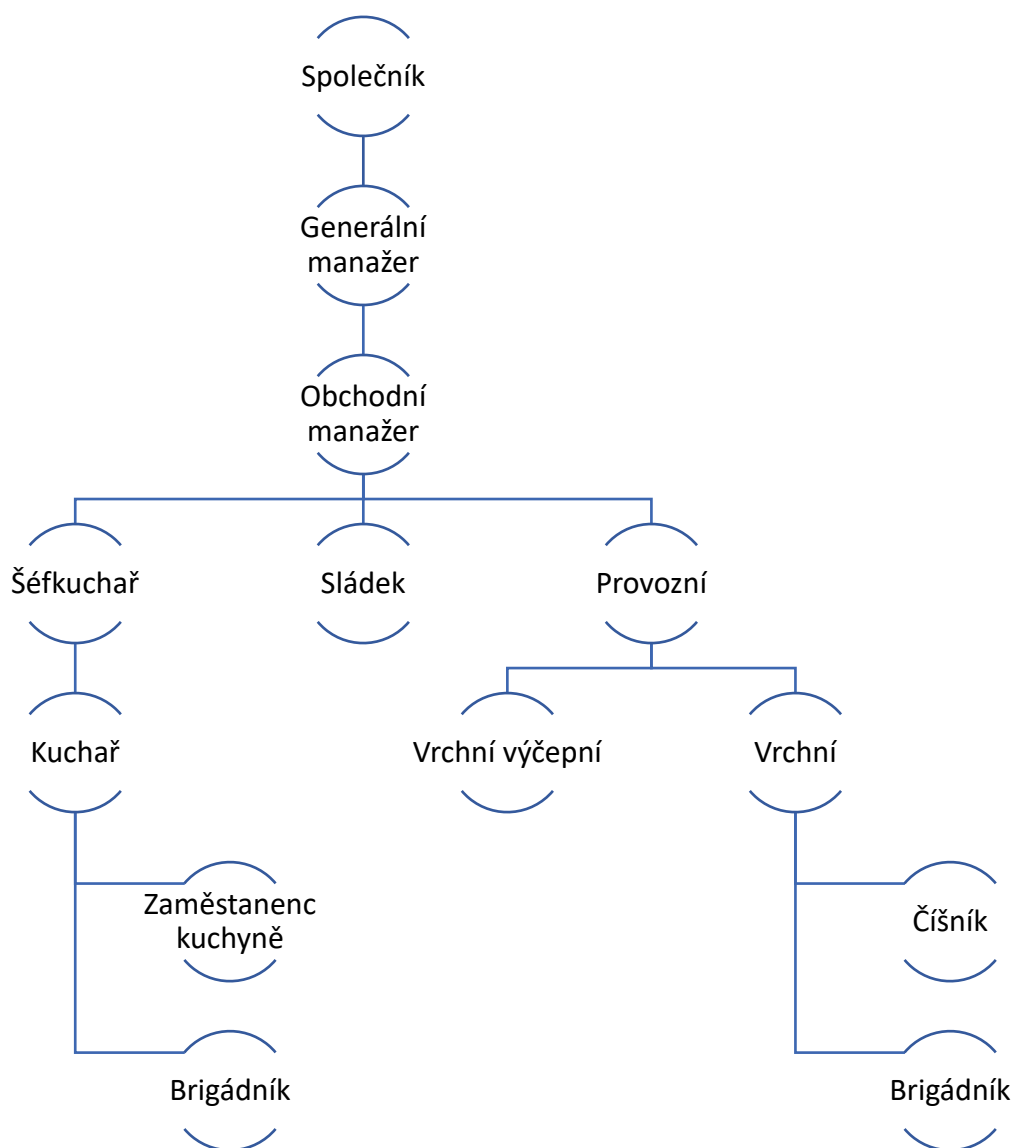 Společník
Generální
manažer
Obchodní
manažer
Šéfkuchař
Sládek
Provozní
Kuchař
Vrchní výčepní
Vrchní
Zaměstanenc
kuchyně
Číšník
Brigádník
Brigádník